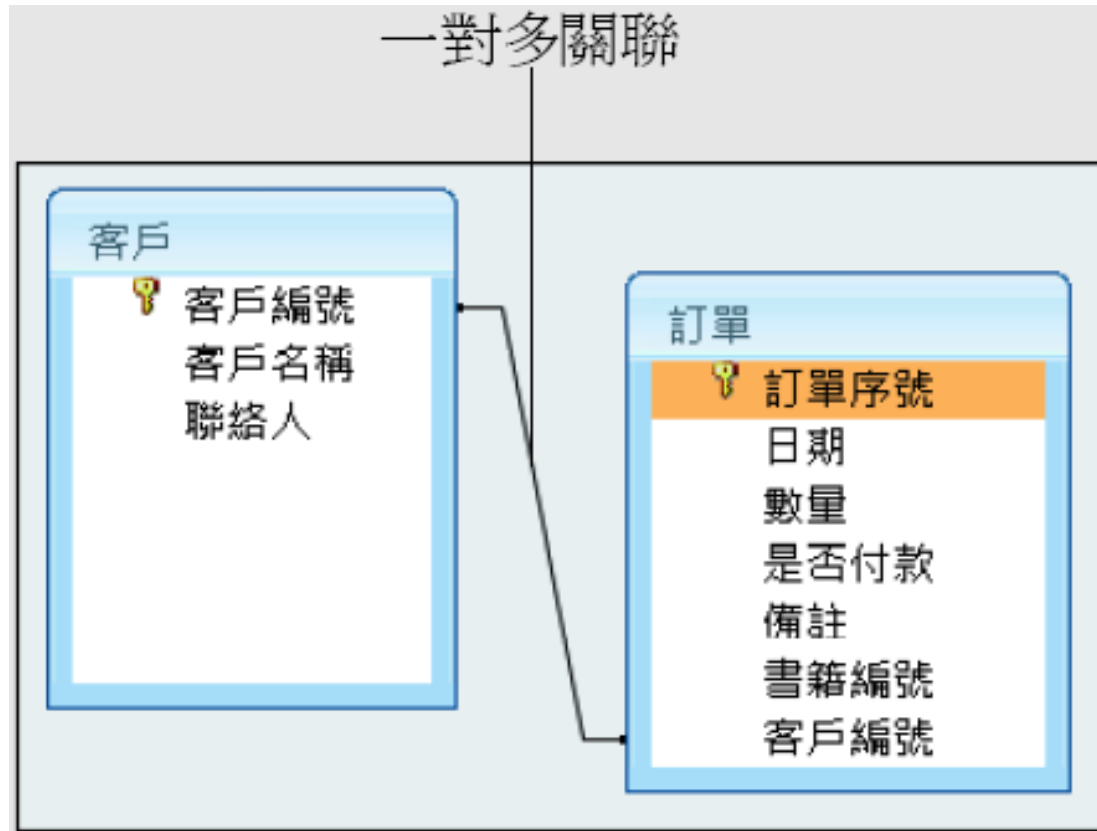 一對多關聯
客戶
客戶編號
客戶名稱
聯絡人
訂單
訂單序號
日期
數量
是否付款
備註
書籍編號
客戶編號